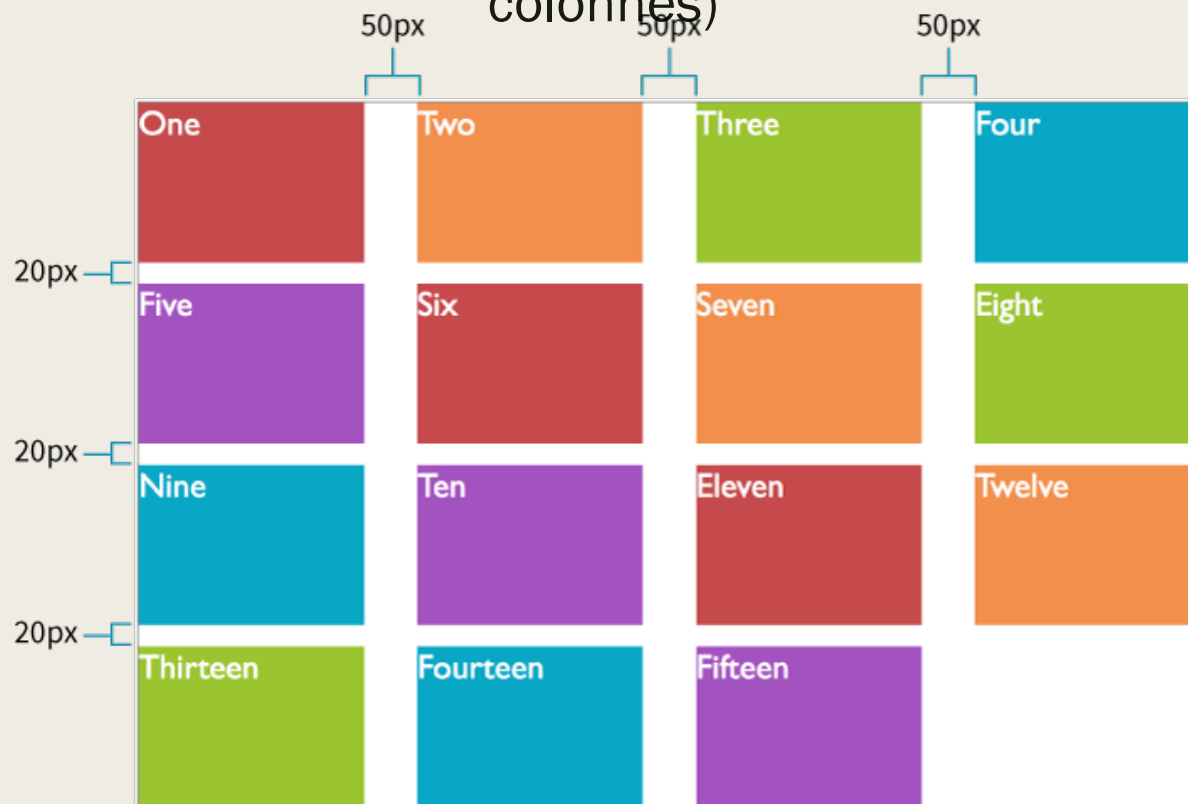 colonnes)
50px 50px 50px
One Two Three Four
20px
Five Six Seven Eight
20px
Nine Ten Eleven Twelve
20px
Thirteen Fourteen Fifteen